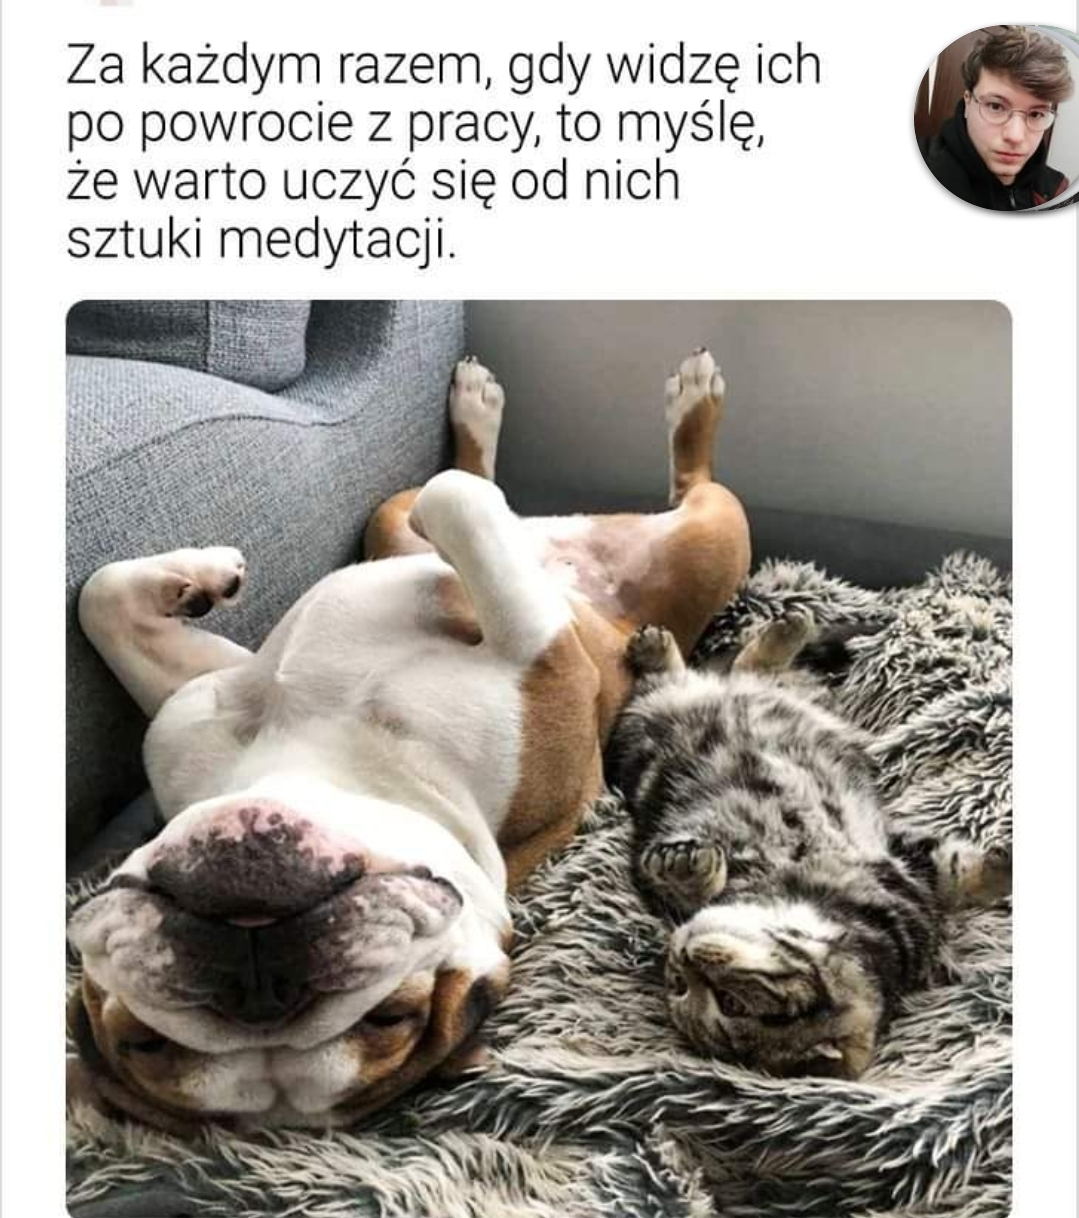 Za każdym razem, gdy widzę ich
po powrocie z pracy, to myślę,
że warto uczyć się od nich
sztuki medytacji.